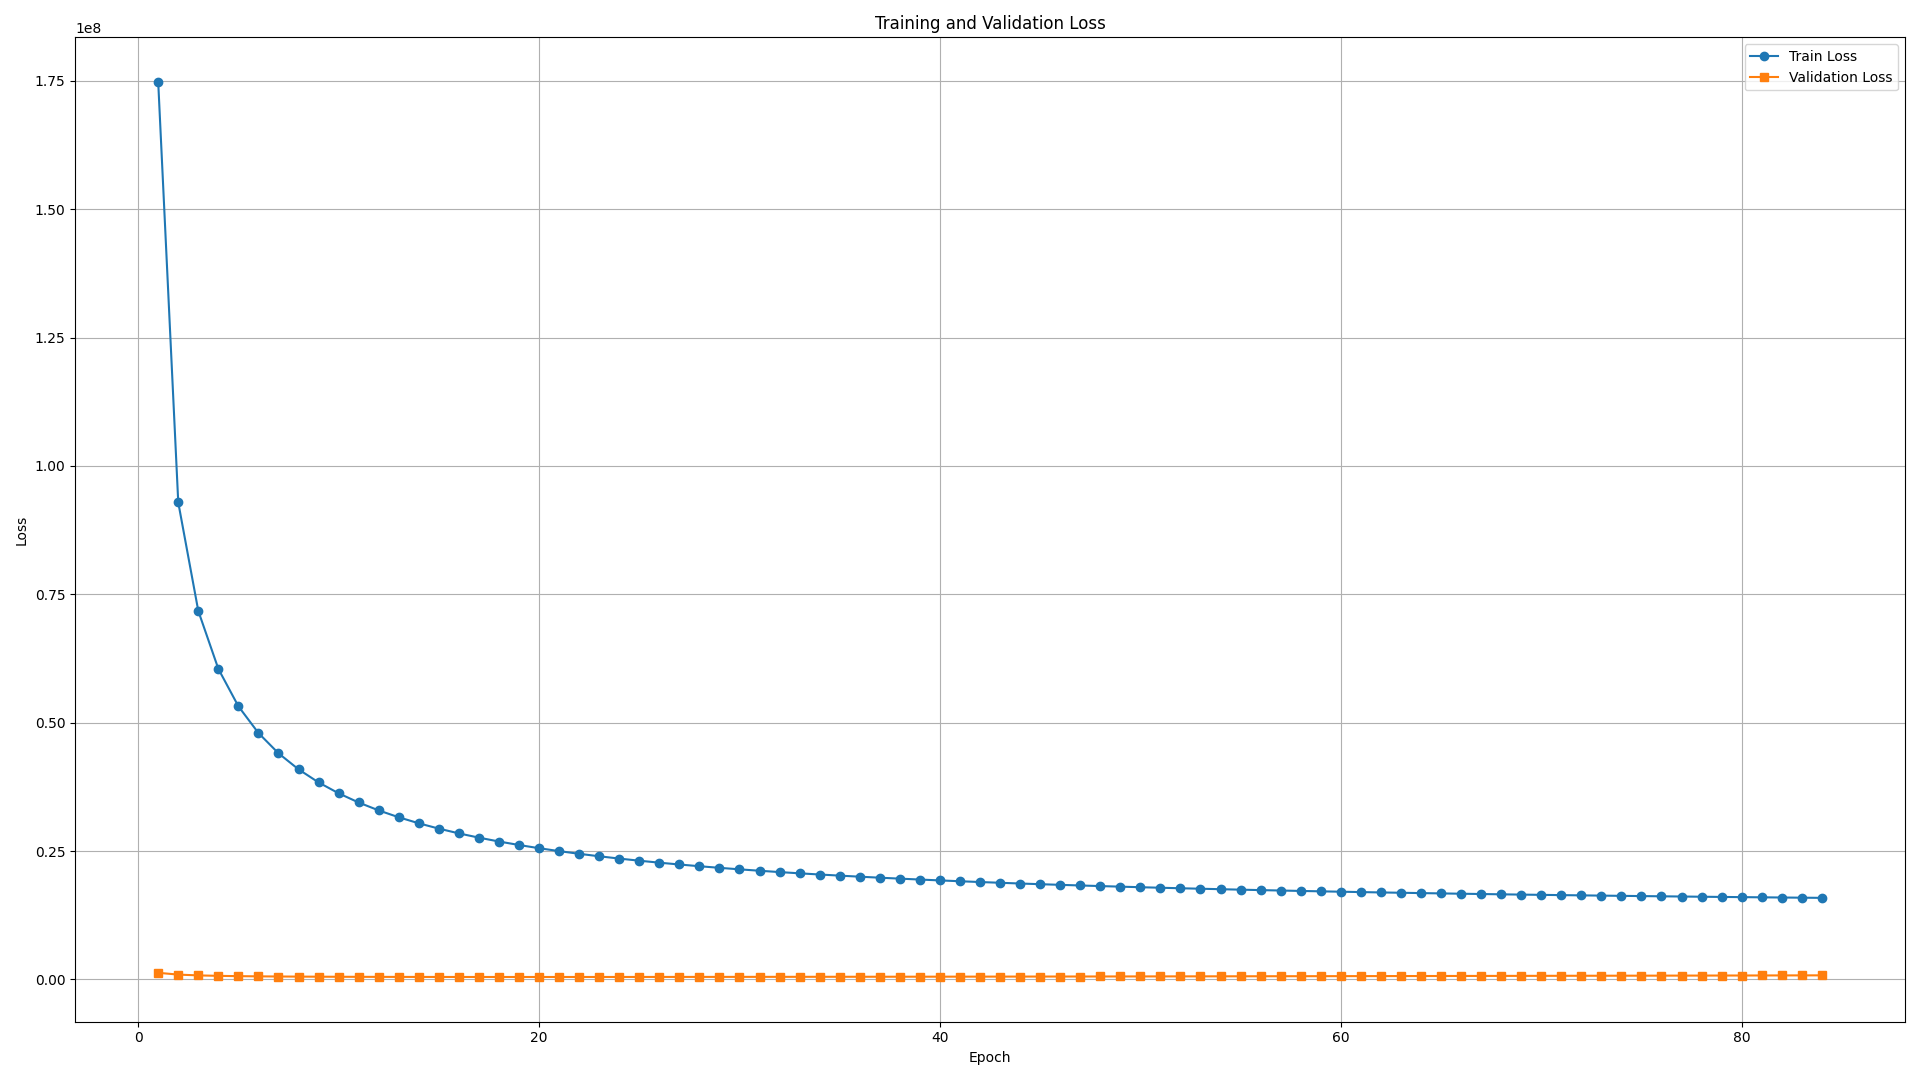 Training and Validation Loss
1e8
Train Loss
Validation Loss
1.75
1.50
1.25
1.00
0.75
0.50
0.25
0.00
Loss
0 20 40 60 80
Epoch